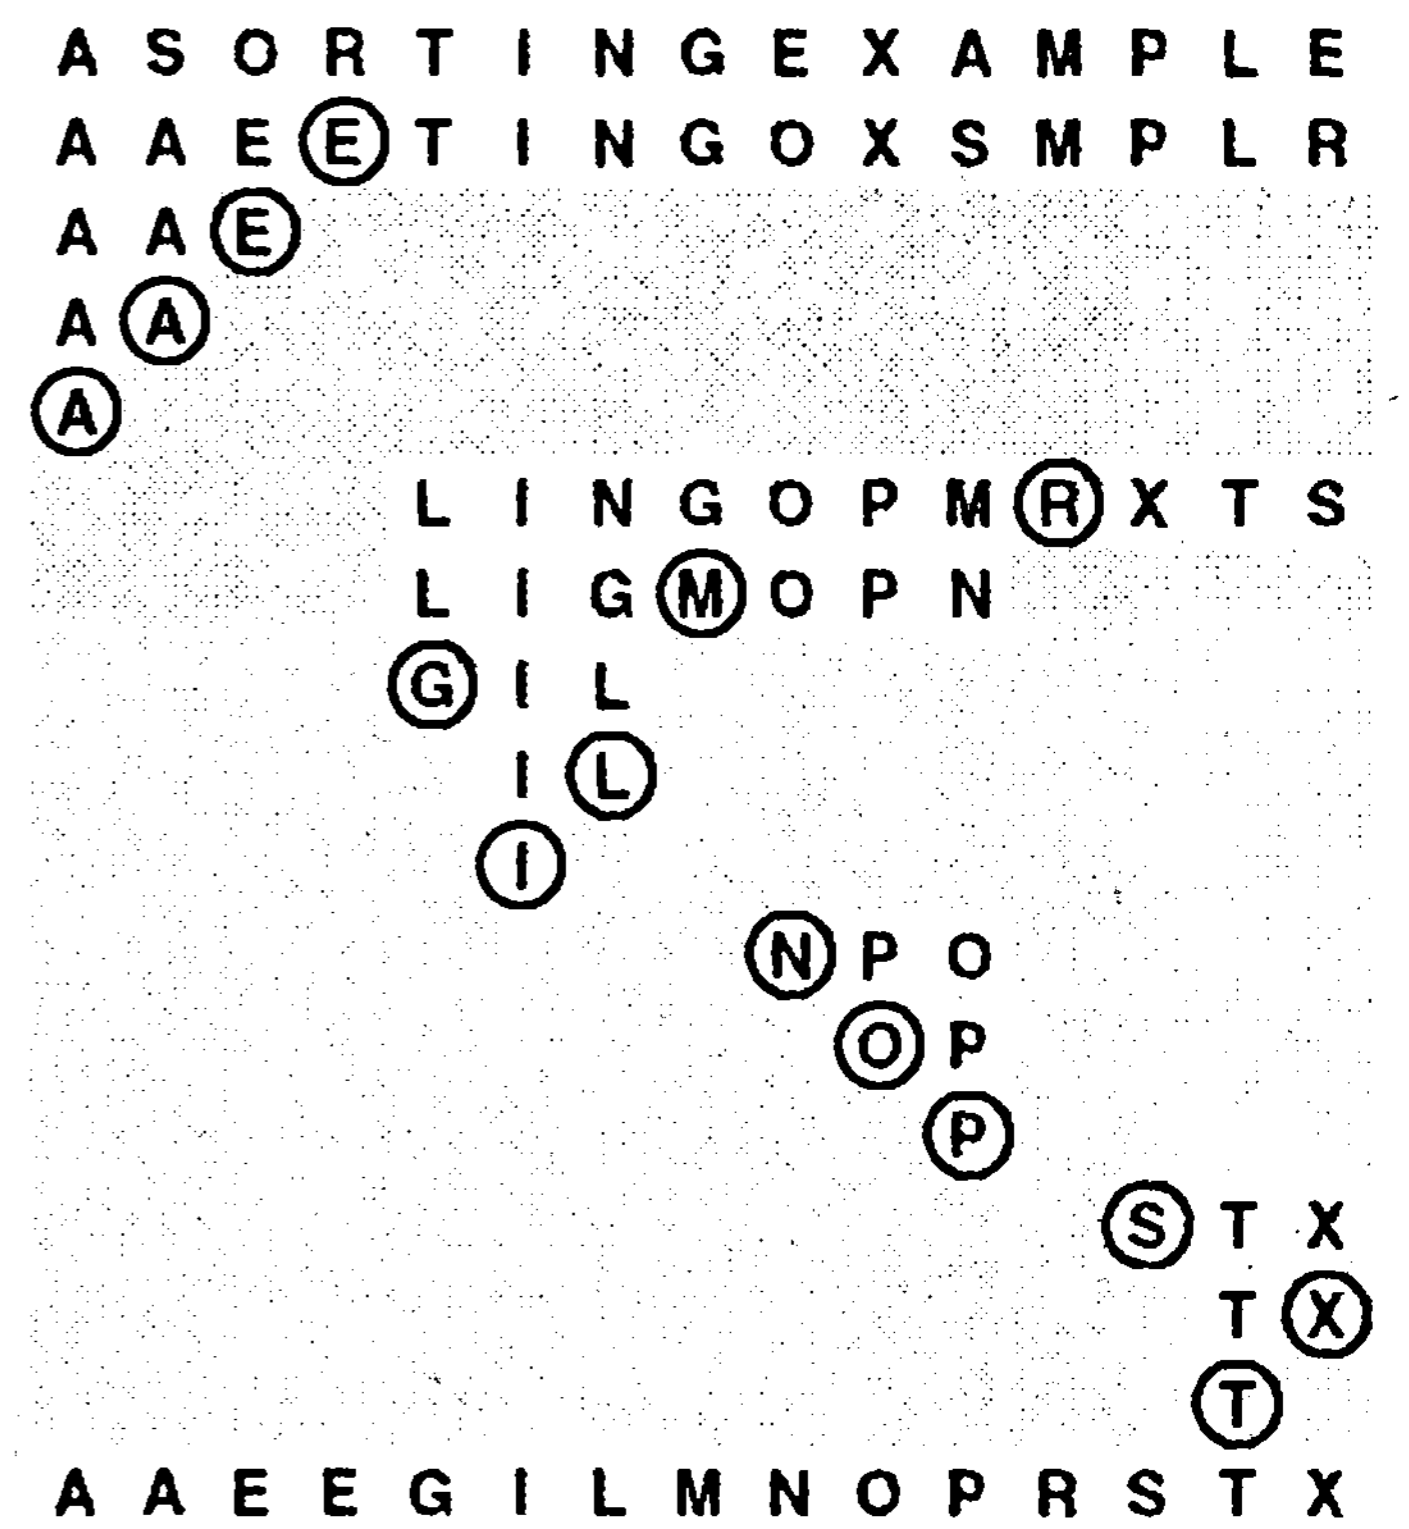 A S O R T I N G E X A M P L E
A A E E T I N G O X S M P L R
A A E
A A
A
L I N G O P M R X T S
L I G M O P N
G I L
I L
I
N P O
O P
P
S T X
T X
T
A A E E G I L M N O P R S T X